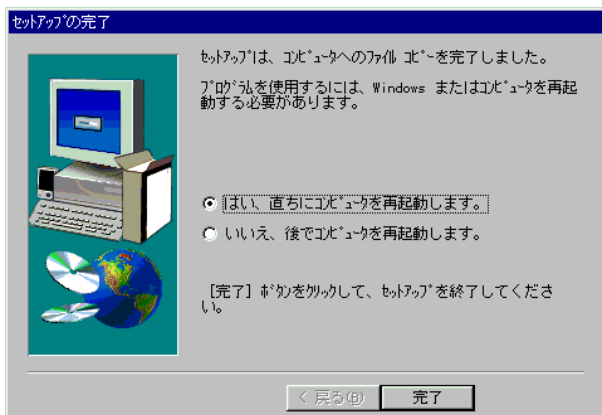 ｾｯﾄｱｯﾌﾟの完了
ｾｯﾄｱｯﾌﾟは、ｺﾝﾋﾟｭｰﾀへのﾌｧｲﾙ ｺﾋﾟｰを完了しました。
ﾌﾟﾛｸﾞﾗﾑを使用するには、Windows またはｺﾝﾋﾟｭｰﾀを再起
動する必要があります。
はい、直ちにｺﾝﾋﾟｭｰﾀを再起動します。
いいえ、後でｺﾝﾋﾟｭｰﾀを再起動します。
［完了］ﾎﾞﾀﾝをｸﾘｯｸして、ｾｯﾄｱｯﾌﾟを終了してくださ
い。
< 戻る(B)
完了